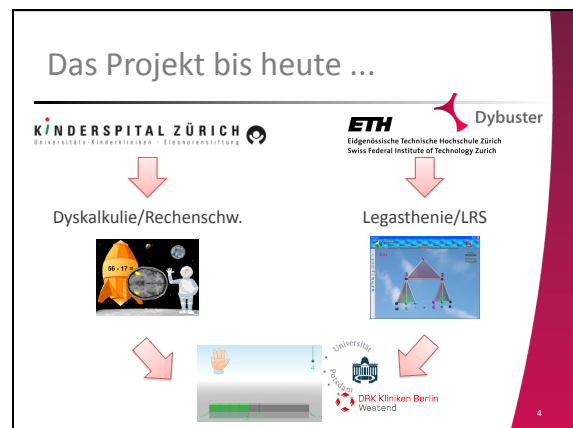 Das Projekt bis heute ...
KiNDERSPITAL ZÜRICH
Universitäts-Kinderkliniken · Eleonorenstiftung
ETH
Eidgenössische Technische Hochschule Zürich
Swiss Federal Institute of Technology Zurich
Dybuster
Dyskalkulie/Rechenschw.
Legasthenie/LRS
56 - 17 =
4
Universität
Potsdam
DRK Kliniken Berlin
Westend
4